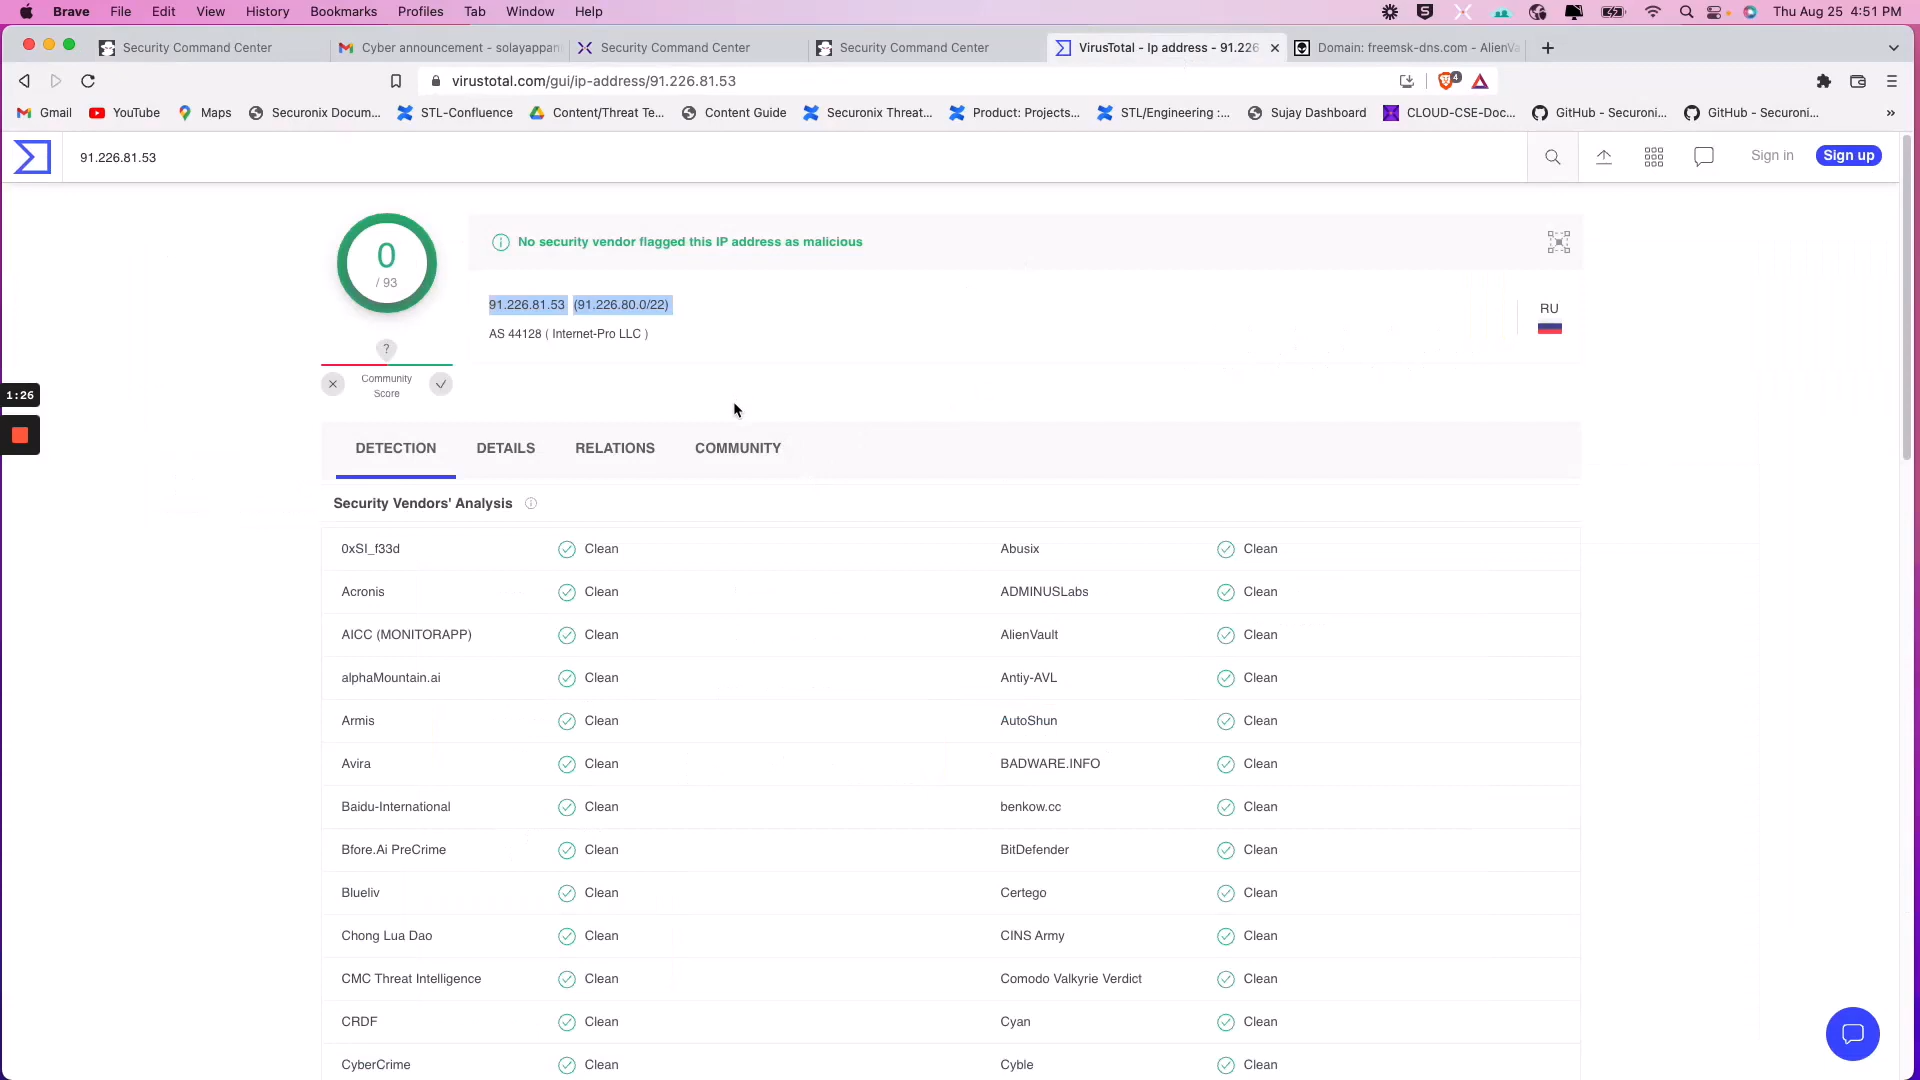 Brave File Edit View History Bookmarks Profiles Tab Window Help Thu Aug 25 4:51 PM
Security Command Center Cyber announcement - solayappan Security Command Center Security Command Center VirusTotal - Ip address - 91.226 Domain: freemsk-dns.com - AlienVa
virustotal.com/gui/ip-address/91.226.81.53 4
Gmail YouTube Maps Securonix Docum... STL-Confluence Content/Threat Te... Content Guide Securonix Threat... Product: Projects... STL/Engineering :... Sujay Dashboard CLOUD-CSE-Doc... GitHub - Securoni... GitHub - Securoni... »
91.226.81.53 Sign in Sign up
0
/ 93
No security vendor flagged this IP address as malicious
91.226.81.53 (91.226.80.0/22)
AS 44128 ( Internet-Pro LLC )
RU
?
Community
Score
1:26
DETECTION DETAILS RELATIONS COMMUNITY
Security Vendors' Analysis
0xSI_f33d Clean Abusix Clean
Acronis Clean ADMINUSLabs Clean
AICC (MONITORAPP) Clean AlienVault Clean
alphaMountain.ai Clean Antiy-AVL Clean
Armis Clean AutoShun Clean
Avira Clean BADWARE.INFO Clean
Baidu-International Clean benkow.cc Clean
Bfore.Ai PreCrime Clean BitDefender Clean
Blueliv Clean Certego Clean
Chong Lua Dao Clean CINS Army Clean
CMC Threat Intelligence Clean Comodo Valkyrie Verdict Clean
CRDF Clean Cyan Clean
CyberCrime Clean Cyble Clean